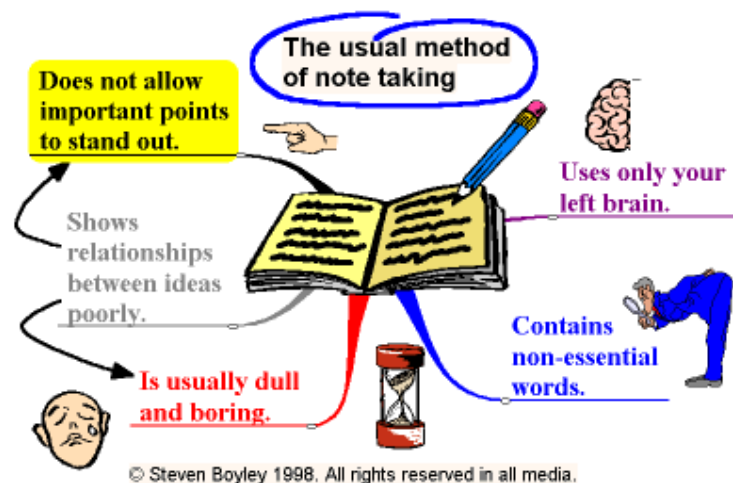 The usual method
of note taking
Does not allow
important points
to stand out.
Uses only your
left brain.
Shows
relationships
between ideas
poorly.
Contains
non-essential
words.
Is usually dull
and boring.
© Steven Boyley 1998. All rights reserved in all media.